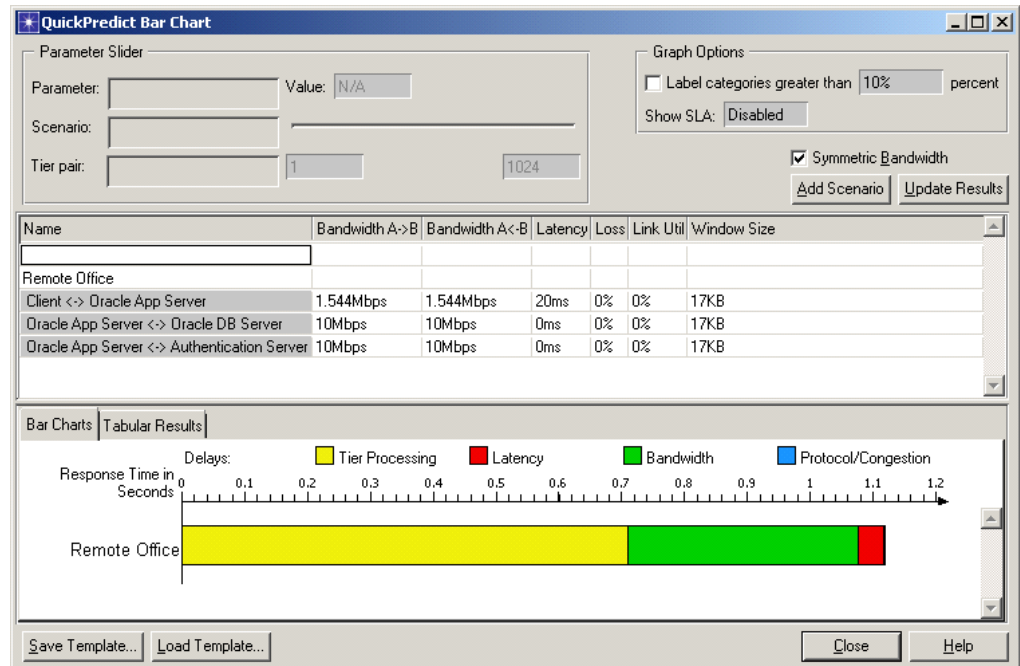 QuickPredict Bar Chart
Parameter Slider
Parameter:
Value: N/A
Scenario:
Tier pair:
1
1024
Graph Options
Label categories greater than 10% percent
Show SLA: Disabled
Symmetric Bandwidth
Add Scenario
Update Results
Name Bandwidth A->B Bandwidth A<-B Latency Loss Link Util Window Size
Remote Office
Client <-> Oracle App Server 1.544Mbps 1.544Mbps 20ms 0% 0% 17KB
Oracle App Server <-> Oracle DB Server 10Mbps 10Mbps 0ms 0% 0% 17KB
Oracle App Server <-> Authentication Server 10Mbps 10Mbps 0ms 0% 0% 17KB
Bar Charts Tabular Results
Delays: Tier Processing Latency Bandwidth Protocol/Congestion
Response Time in
Seconds
0 0.1 0.2 0.3 0.4 0.5 0.6 0.7 0.8 0.9 1 1.1 1.2
Remote Office
Save Template... Load Template... Close Help